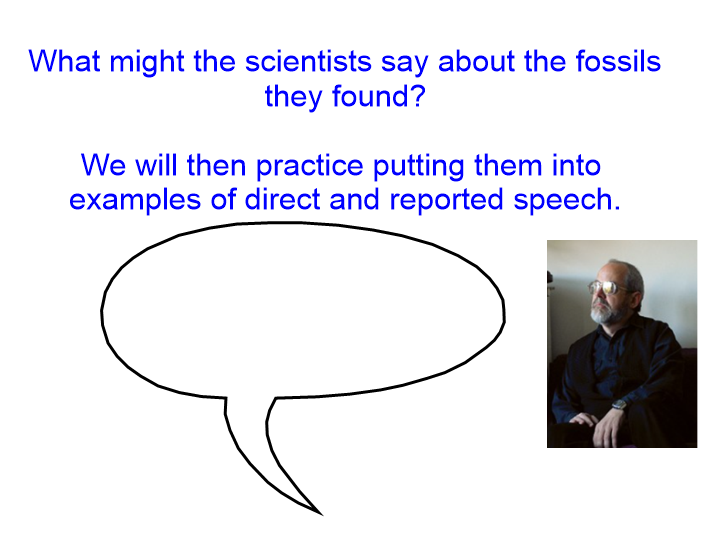 What might the scientists say about the fossils
they found?
We will then practice putting them into
examples of direct and reported speech.